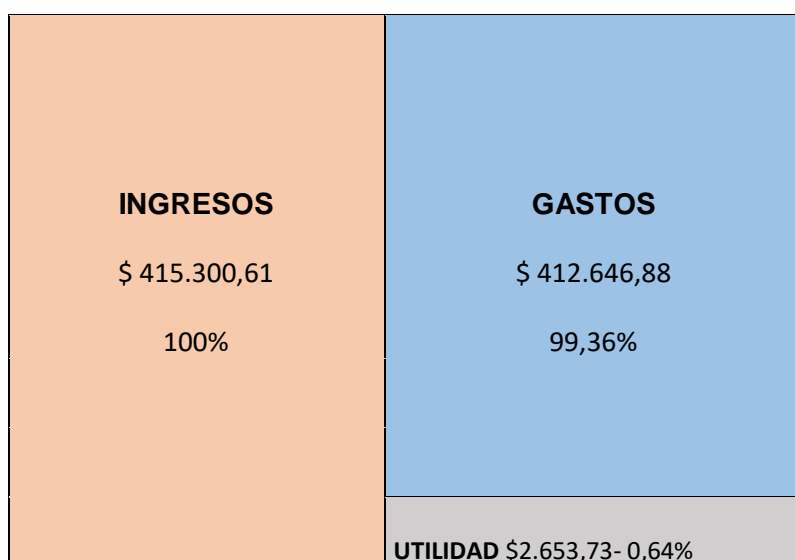 INGRESOS
$ 415.300,61
100%
GASTOS
$ 412.646,88
99,36%
UTILIDAD $2.653,73- 0,64%